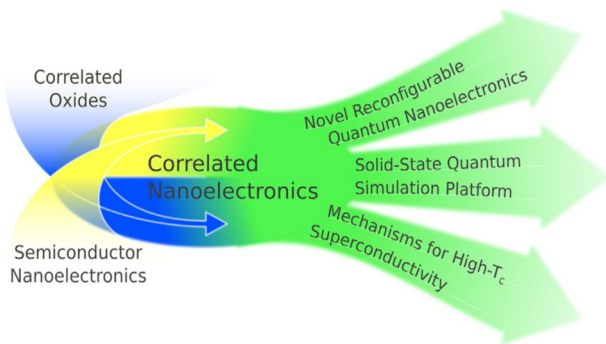 Correlated
Oxides
Semiconductor
Nanoelectronics
Correlated
Nanoelectronics
Novel Reconfigurable
Quantum Nanoelectronics
Solid-State Quantum
Simulation Platform
Mechanisms for High-Tc
Superconductivity